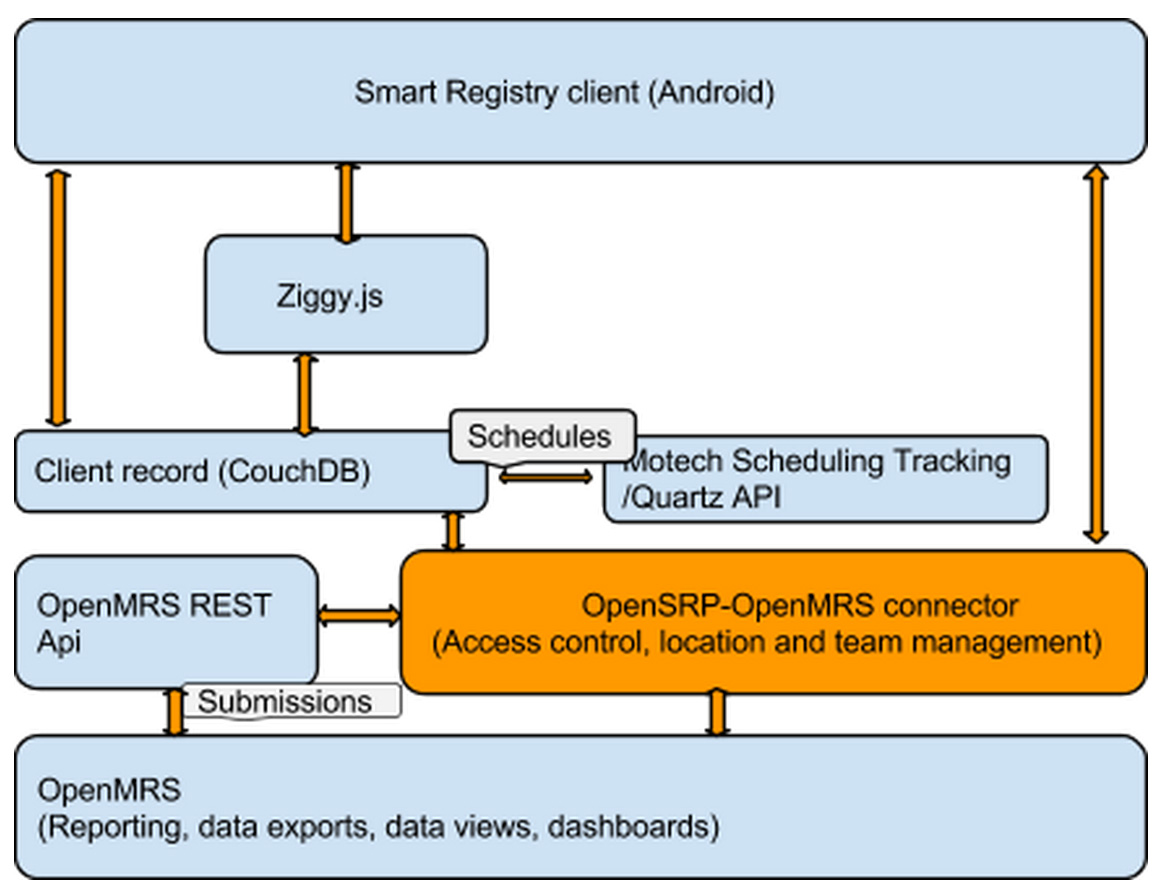 Smart Registry client (Android)
Ziggy.js
Schedules
Client record (CouchDB)
Motech Scheduling Tracking
/Quartz API
OpenMRS REST
Api
OpenSRP-OpenMRS connector
(Access control, location and team management)
Submissions
OpenMRS
(Reporting, data exports, data views, dashboards)